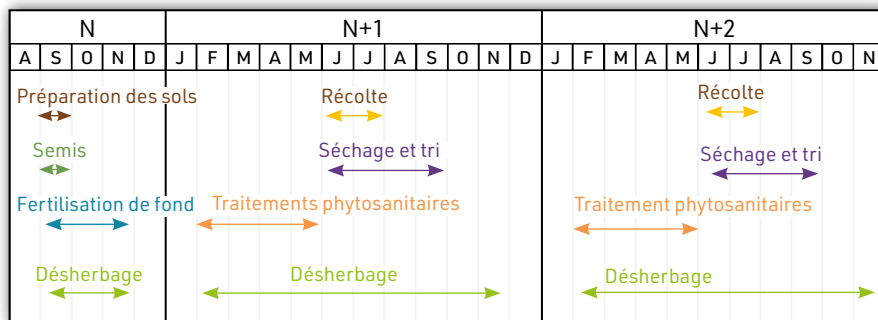 N N+1 N+2
A S O N D J F M A M J J A S O N D J F M A M J J A S O N
Préparation des sols Récolte Récolte
Semis Séchage et tri Séchage et tri
Fertilisation de fond Traitements phytosanitaires Traitement phytosanitaires
Désherbage Désherbage Désherbage